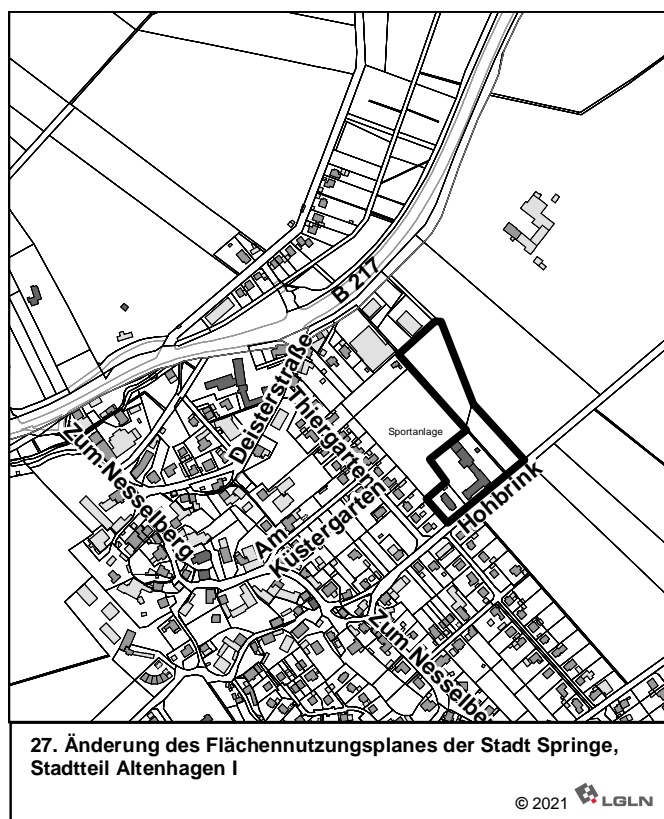 B 217
Deisterstraße
Thiergarten
Sportanlage
Zum Nesselberg
Am
Küstergarten
Hohbrink
Zum Nesselbe
27. Änderung des Flächennutzungsplanes der Stadt Springe,
Stadtteil Altenhagen I
© 2021 LGLN